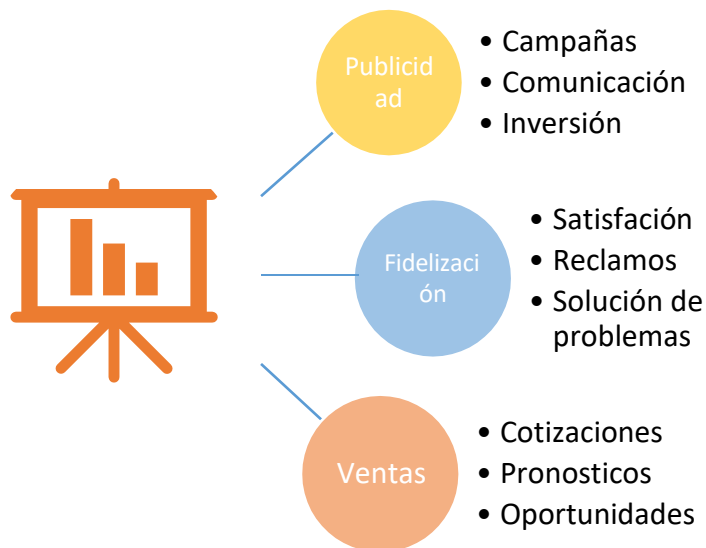 Publicid
ad
• Campañas
• Comunicación
• Inversión
Fidelizaci
ón
• Satisfación
• Reclamos
• Solución de
problemas
Ventas
• Cotizaciones
• Pronosticos
• Oportunidades